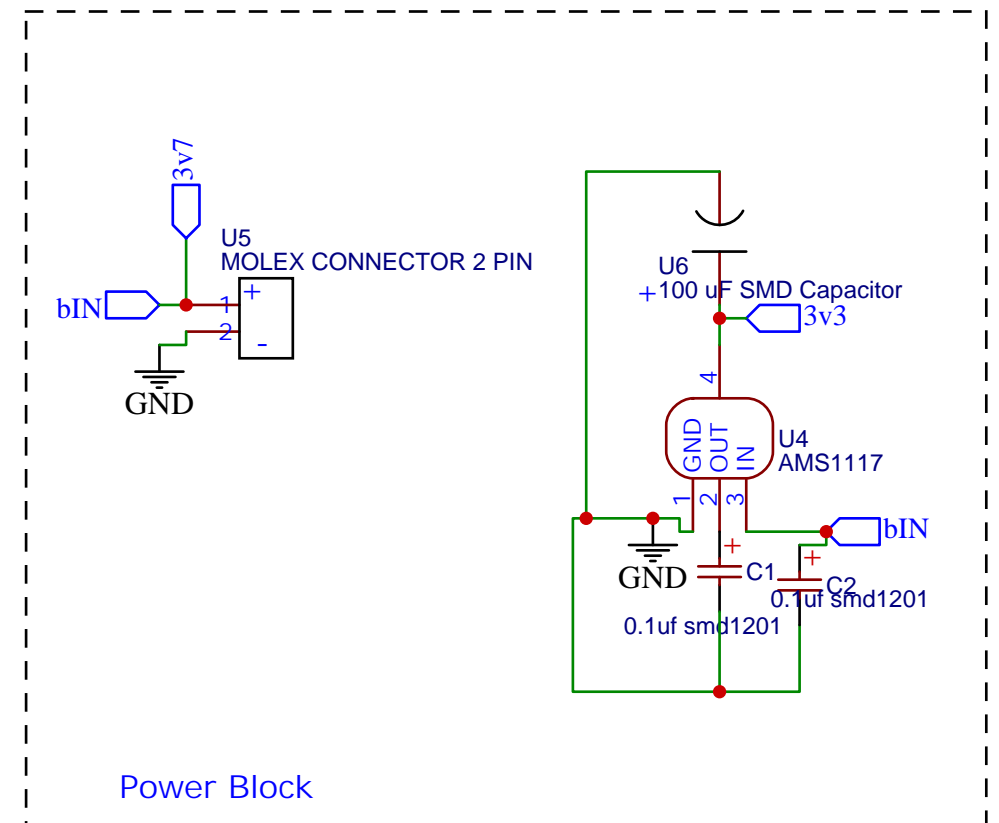 3v7
U5
MOLEX CONNECTOR 2 PIN
bIN
1
+
2
-
GND
U6
+
100 uF SMD Capacitor
3v3
4
GND
OUT
IN
U4
AMS1117
1
2
3
bIN
+
+
GND
C1
C2
0.1uf smd1201
0.1uf smd1201
Power Block